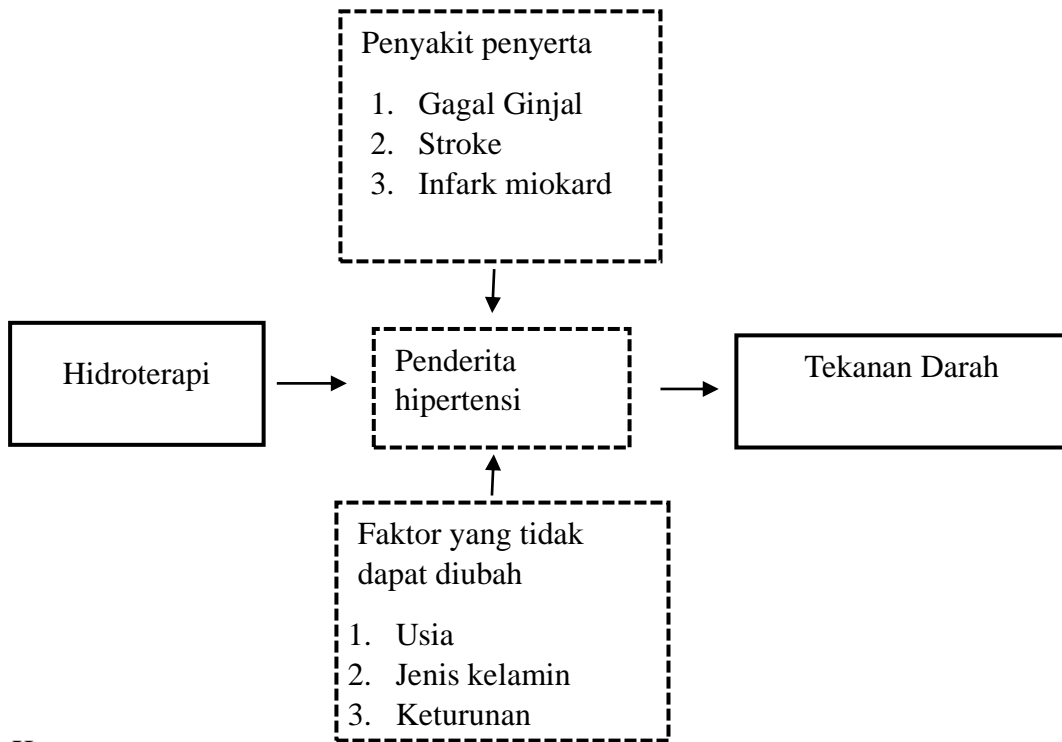 Penyakit penyerta
1. Gagal Ginjal
2. Stroke
3. Infark miokard
Hidroterapi
Penderita
hipertensi
Tekanan Darah
Faktor yang tidak
dapat diubah
1. Usia
2. Jenis kelamin
3. Keturunan